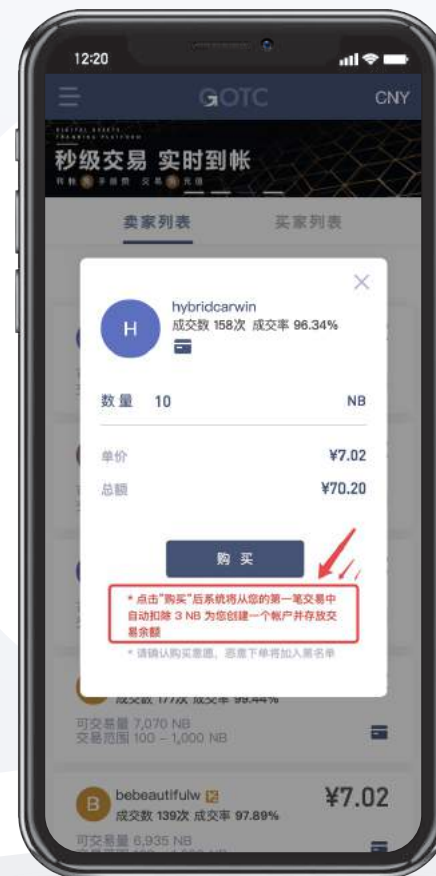 12:20
GOTC
CNY
DIGITAL ASSETS
秒级交易 实时到帐
卖家列表
买家列表
H
hybridcarwin
成交数 158次 成交率 96.34%
数量 10 NB
单价 ¥7.02
总额 ¥70.20
购 买
* 点击"购买"后系统将从您的第一笔交易中
自动扣除 3 NB 为您创建一个帐户并存放交
易余额
* 请确认购买意愿，恶意下单将加入黑名单
成交数 177次 成交率 99.44%
可交易量 7,070 NB
交易范围 100 – 1,000 NB
B
bebeautifulw
¥7.02
成交数 139次 成交率 97.89%
可交易量 6,935 NB